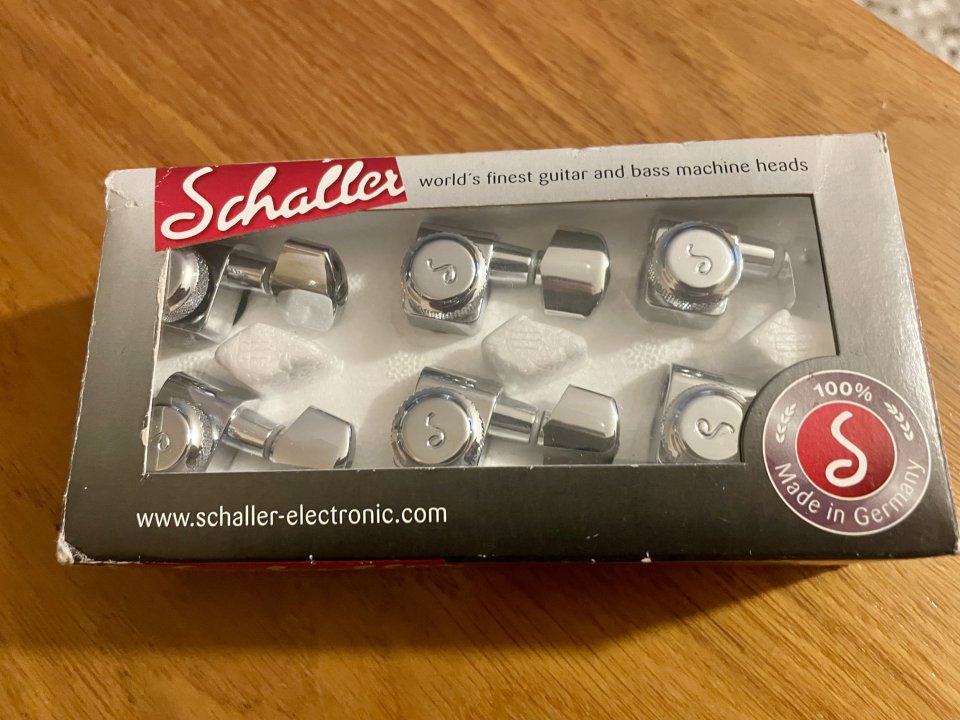 Schaller
world´s finest guitar and bass machine heads
S
S
S
S
S
www.schaller-electronic.com
100%
S
Made in Germany